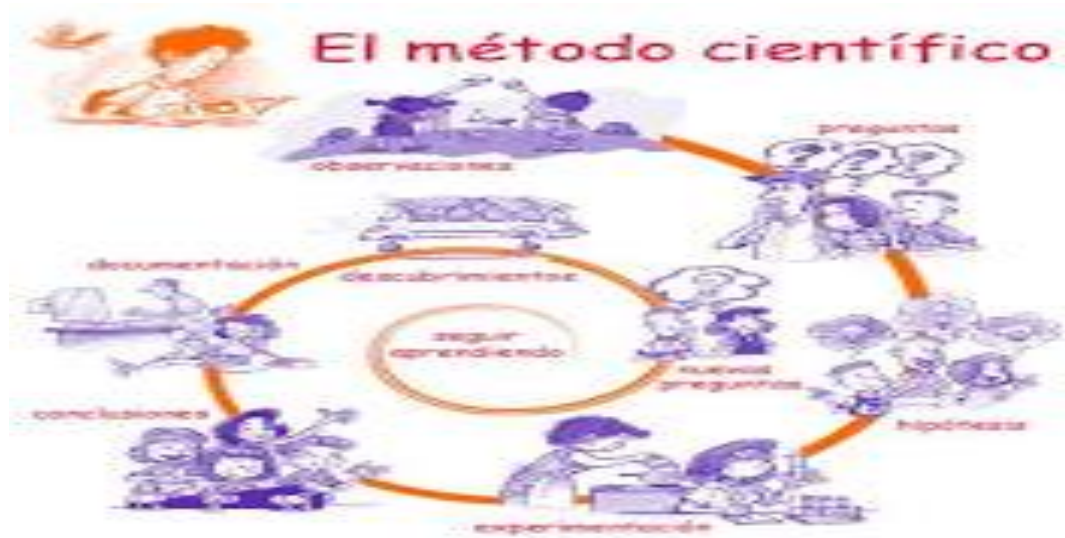 El método científico
observaciones
preguntas
hipótesis
experimentación
conclusiones
documentación
descubrimientos
nuevas
preguntas
seguir
aprendiendo